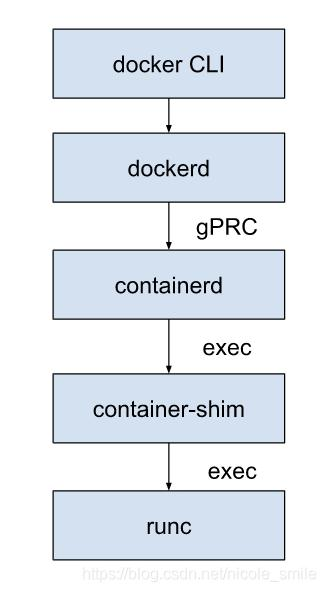 docker CLI
dockerd
gPRC
containerd
exec
container-shim
exec
runc
https://blog.csdn.net/nicole_smile